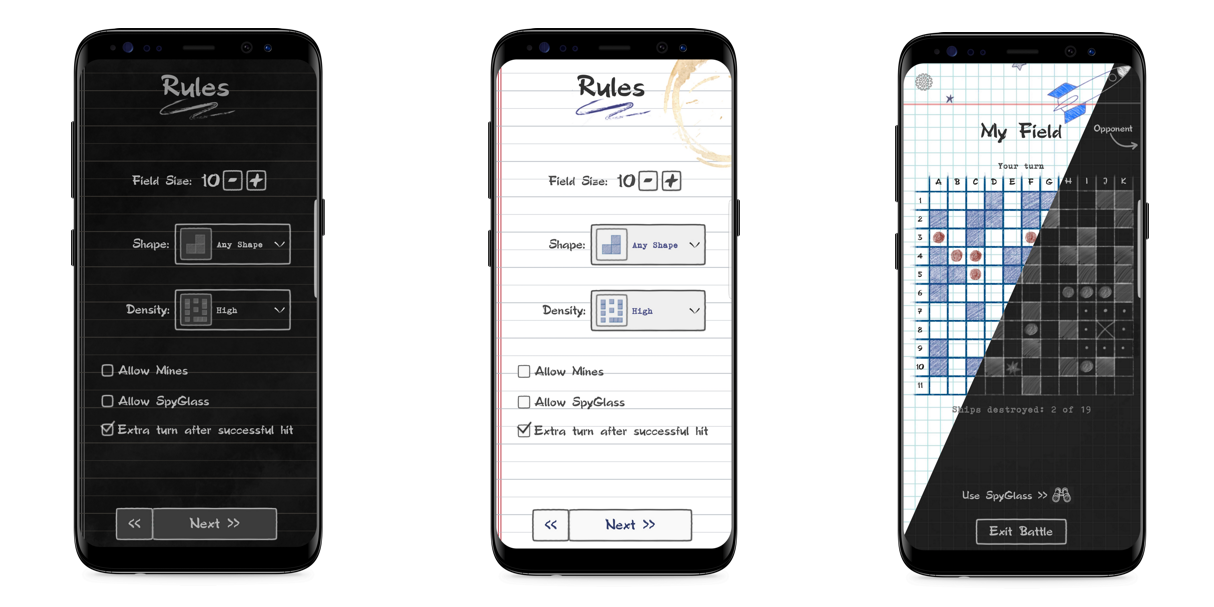 Rules
Field Size: 10 - +
Shape: Any Shape
Density: High
Allow Mines
Allow SpyGlass
Extra turn after successful hit
<< Next >>
Rules
Field Size: 10 - +
Shape: Any Shape
Density: High
Allow Mines
Allow SpyGlass
Extra turn after successful hit
<< Next >>
My Field
Opponent
Your turn
A B C D E F G H I J K
1
2
3
4
5
6
7
8
9
10
11
Ships destroyed: 2 of 19
Use SpyGlass >>
Exit Battle